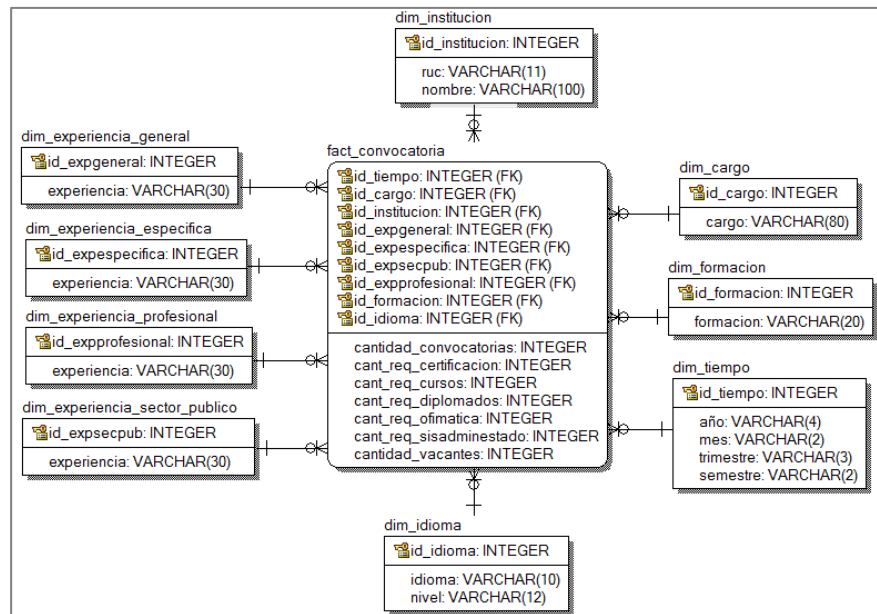 dim_institucion
id_institucion: INTEGER
ruc: VARCHAR(11)
nombre: VARCHAR(100)
dim_experiencia_general
id_expgeneral: INTEGER
experiencia: VARCHAR(30)
dim_experiencia_especifica
id_expespecifica: INTEGER
experiencia: VARCHAR(30)
dim_experiencia_profesional
id_expprofesional: INTEGER
experiencia: VARCHAR(30)
dim_experiencia_sector_publico
id_expsecpub: INTEGER
experiencia: VARCHAR(30)
fact_convocatoria
id_tiempo: INTEGER (FK)
id_cargo: INTEGER (FK)
id_institucion: INTEGER (FK)
id_expgeneral: INTEGER (FK)
id_expespecifica: INTEGER (FK)
id_expsecpub: INTEGER (FK)
id_expprofesional: INTEGER (FK)
id_formacion: INTEGER (FK)
id_idioma: INTEGER (FK)
cantidad_convocatorias: INTEGER
cant_req_certificacion: INTEGER
cant_req_cursos: INTEGER
cant_req_diplomados: INTEGER
cant_req_ofimatica: INTEGER
cant_req_sisadminestado: INTEGER
cantidad_vacantes: INTEGER
dim_cargo
id_cargo: INTEGER
cargo: VARCHAR(80)
dim_formacion
id_formacion: INTEGER
formacion: VARCHAR(20)
dim_tiempo
id_tiempo: INTEGER
año: VARCHAR(4)
mes: VARCHAR(2)
trimestre: VARCHAR(3)
semestre: VARCHAR(2)
dim_idioma
id_idioma: INTEGER
idioma: VARCHAR(10)
nivel: VARCHAR(12)